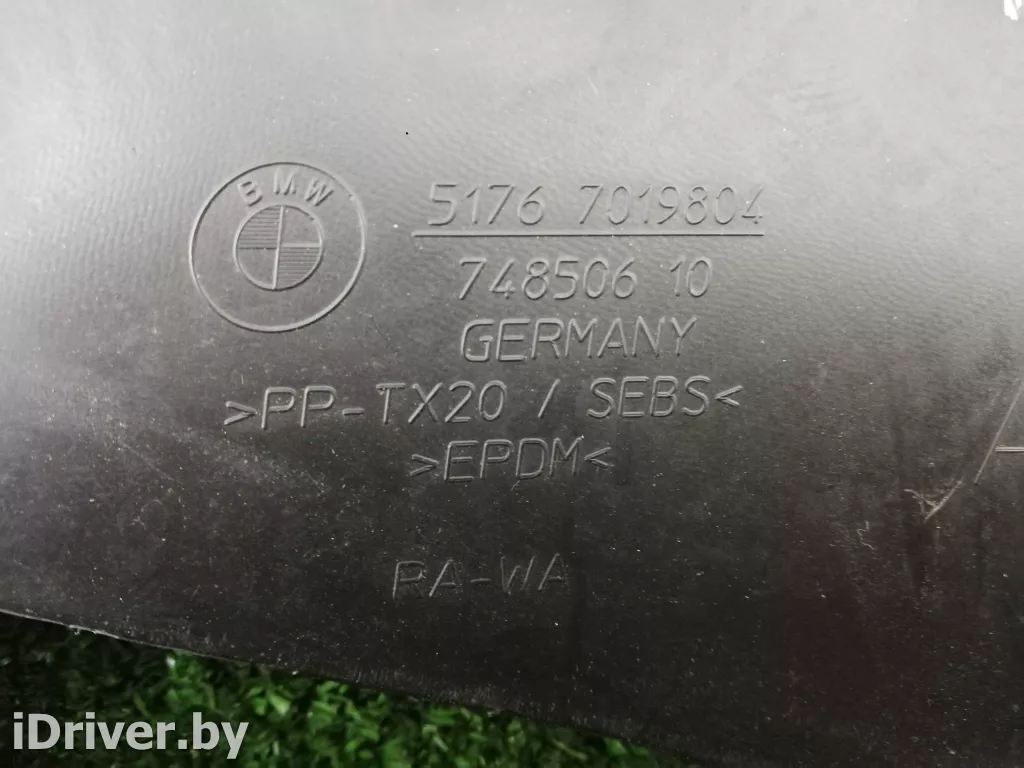 BMW
5176 7019804
748506 10
GERMANY
>PP-TX20 / SEBS<
>EPDM<
RA-WA
iDriver.by